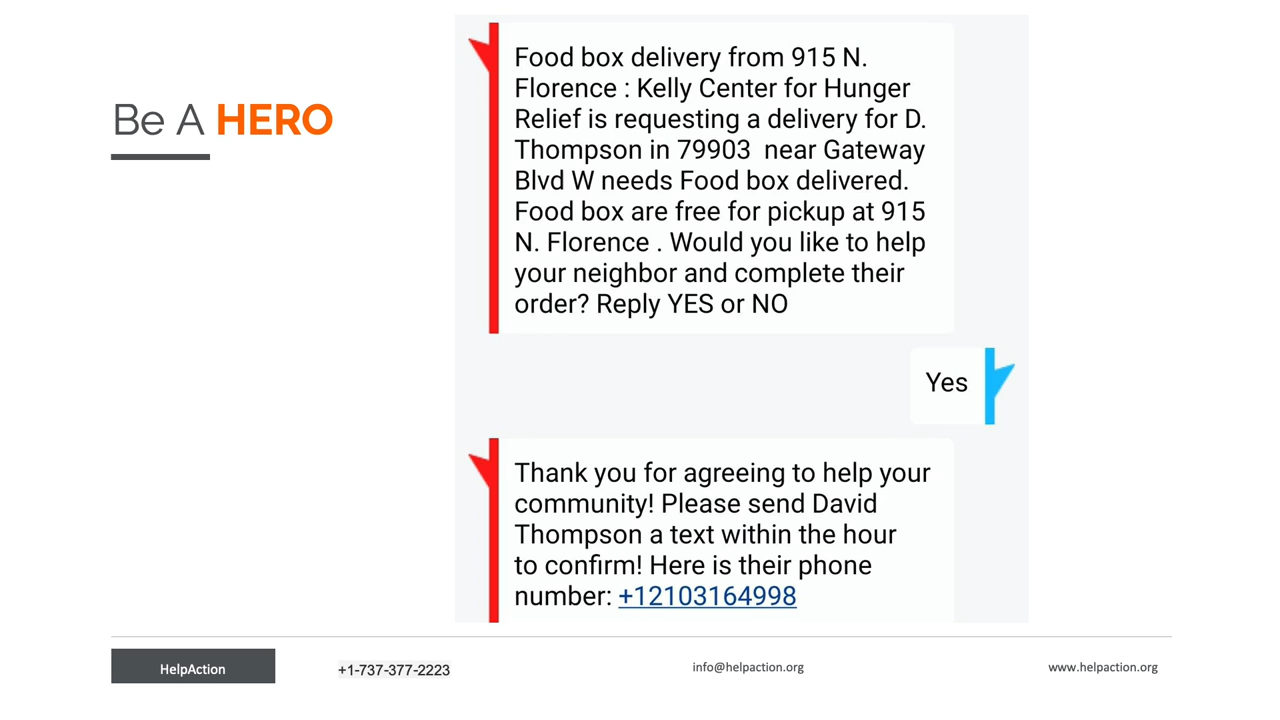 Be A HERO
Food box delivery from 915 N.
Florence : Kelly Center for Hunger
Relief is requesting a delivery for D.
Thompson in 79903  near Gateway
Blvd W needs Food box delivered.
Food box are free for pickup at 915
N. Florence . Would you like to help
your neighbor and complete their
order? Reply YES or NO
Yes
Thank you for agreeing to help your
community! Please send David
Thompson a text within the hour
to confirm! Here is their phone
number: +12103164998
HelpAction
+1-737-377-2223
info@helpaction.org
www.helpaction.org